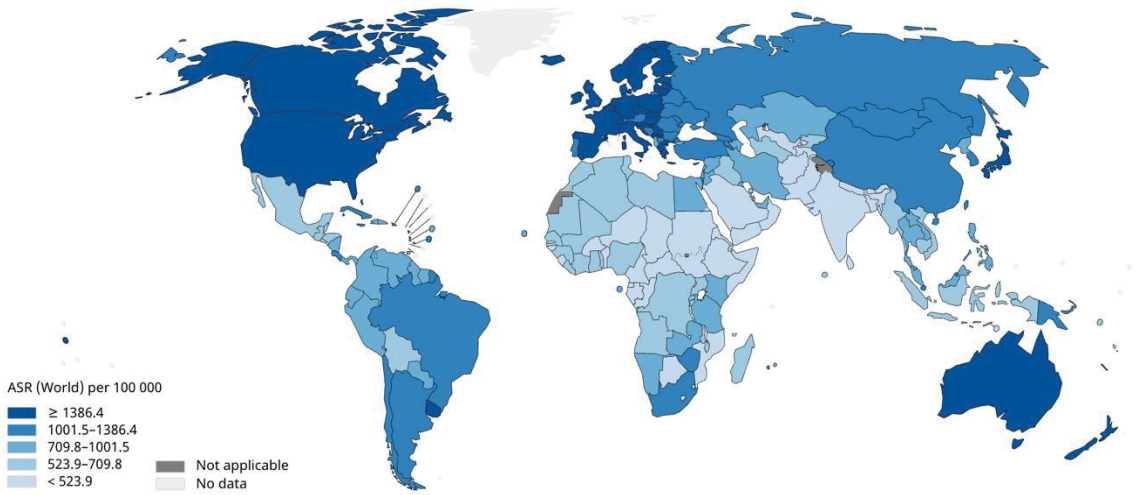 ASR (World) per 100 000
≥ 1386.4
1001.5–1386.4
709.8–1001.5
523.9–709.8
< 523.9
Not applicable
No data